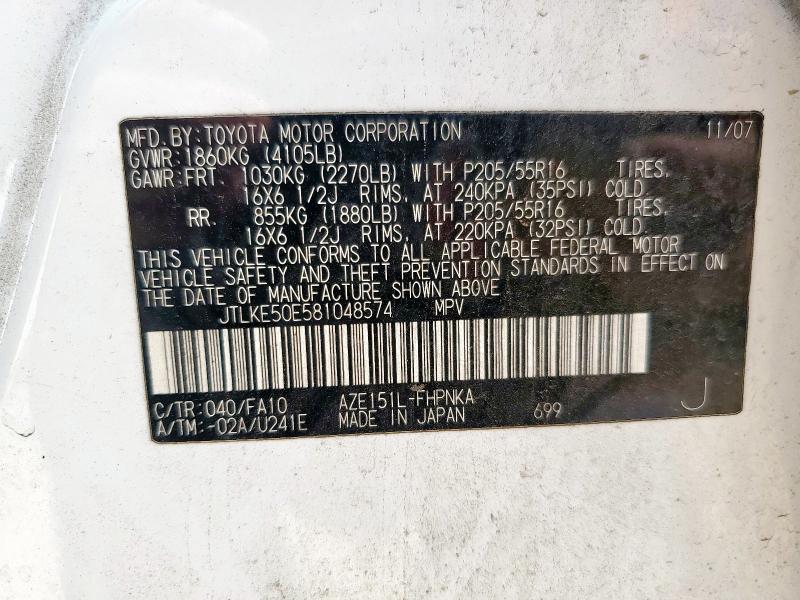 MFD. BY: TOYOTA MOTOR CORPORATION 11/07
GVWR: 1860KG (4105LB)
GAWR: FRT. 1030KG (2270LB) WITH P205/55R16 TIRES,
16X6 1/2J RIMS, AT 240KPA (35PSI) COLD.
RR. 855KG (1880LB) WITH P205/55R16 TIRES,
16X6 1/2J RIMS, AT 220KPA (32PSI) COLD.
THIS VEHICLE CONFORMS TO ALL APPLICABLE FEDERAL MOTOR
VEHICLE SAFETY AND THEFT PREVENTION STANDARDS IN EFFECT ON
THE DATE OF MANUFACTURE SHOWN ABOVE
JTLKE50E581048574 MPV
C/TR: 040/FA10 AZE151L-FHPNKA
A/TM: -02A/U241E MADE IN JAPAN 699 J